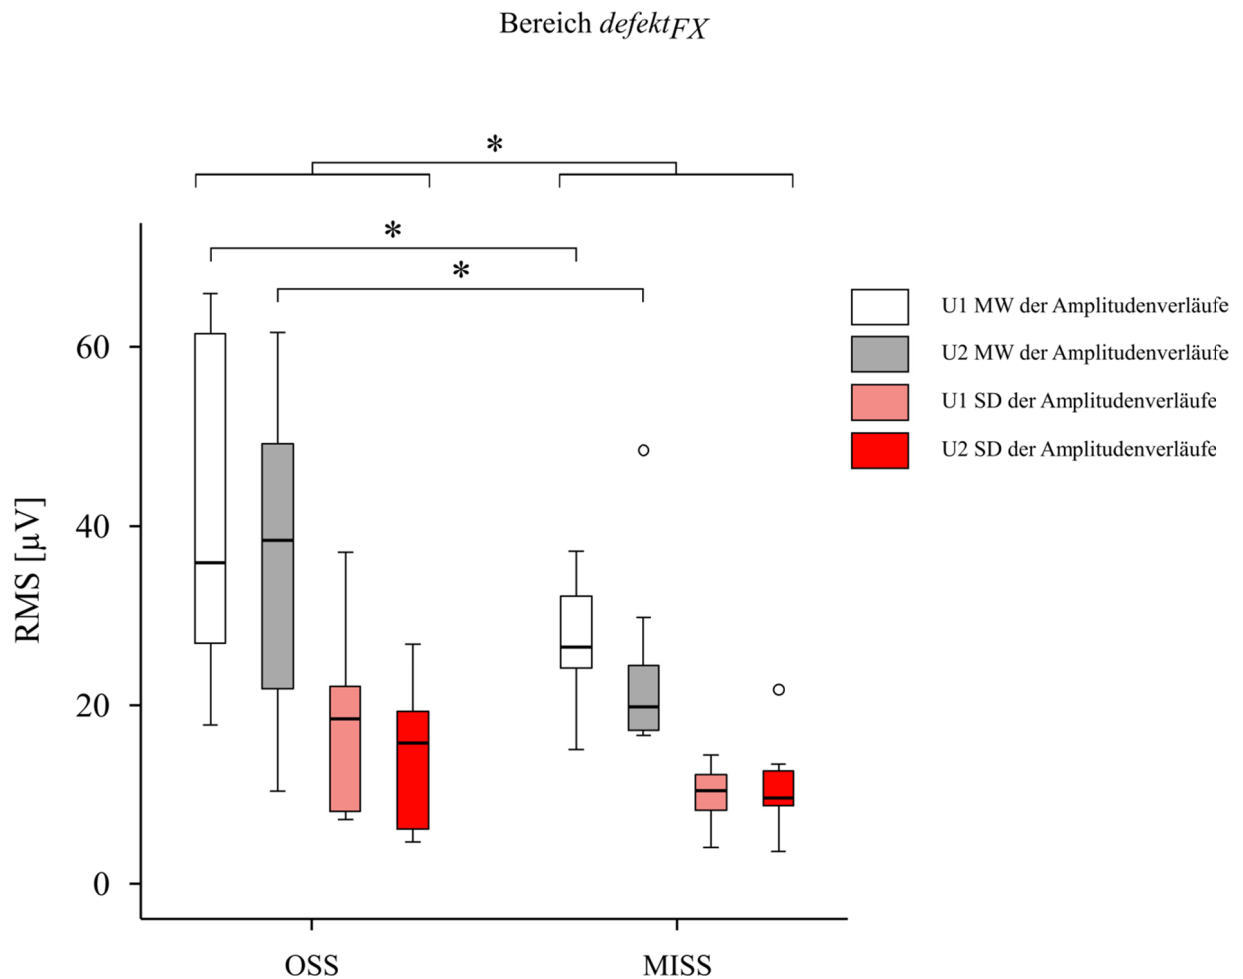 Bereich defektFX
*
*
*
U1 MW der Amplitudenverläufe
U2 MW der Amplitudenverläufe
U1 SD der Amplitudenverläufe
U2 SD der Amplitudenverläufe
RMS [µV]
60
40
20
0
OSS MISS